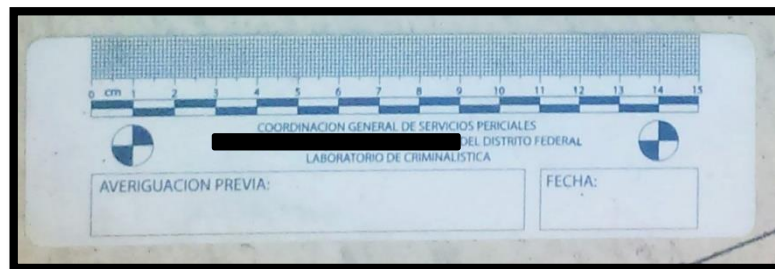 0 cm 1 2 3 4 5 6 7 8 9 10 11 12 13 14 15
COORDINACION GENERAL DE SERVICIOS PERICIALES
DEL DISTRITO FEDERAL
LABORATORIO DE CRIMINALISTICA
AVERIGUACION PREVIA: FECHA: